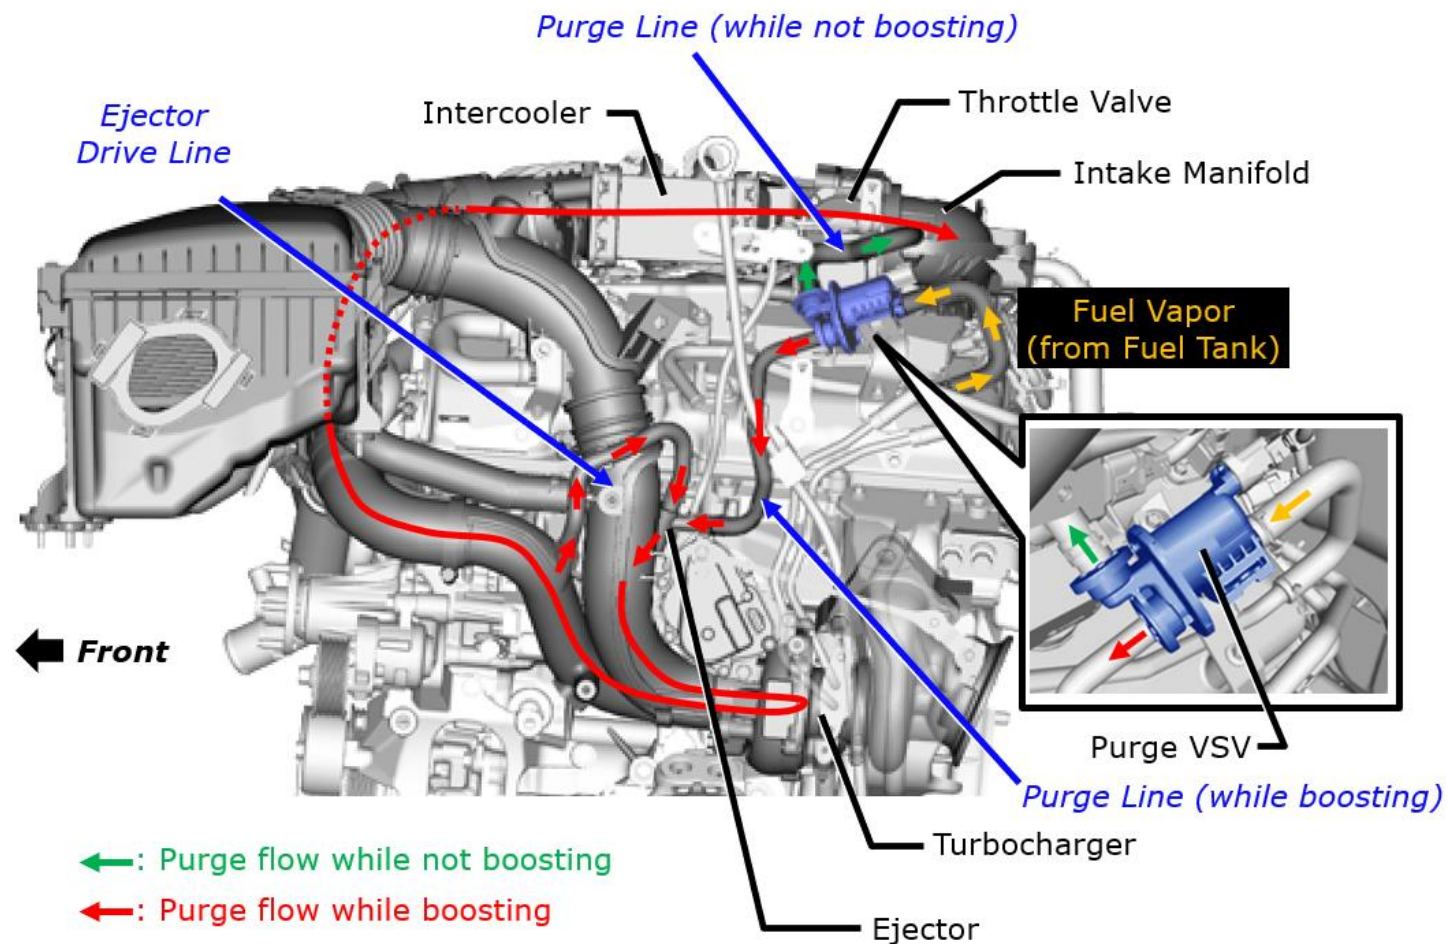 Purge Line (while not boosting)
Ejector
Drive Line
Intercooler
Throttle Valve
Intake Manifold
Fuel Vapor
(from Fuel Tank)
Front
Purge VSV
Purge Line (while boosting)
Turbocharger
: Purge flow while not boosting
: Purge flow while boosting
Ejector